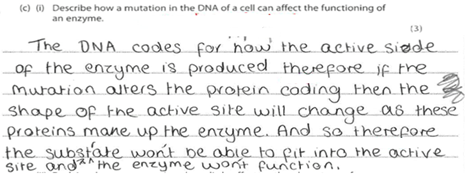 (c) (i) Describe how a mutation in the DNA of a cell can affect the functioning of
an enzyme.
(3)
The DNA codes for how the active siode
of the enzyme is produced therefore if the
mutation alters the protein coding then the
shape of the active site will change as these
proteins make up the enzyme. And so therefore
the substrate won't be able to fit into the active
site and the enzyme won't function.